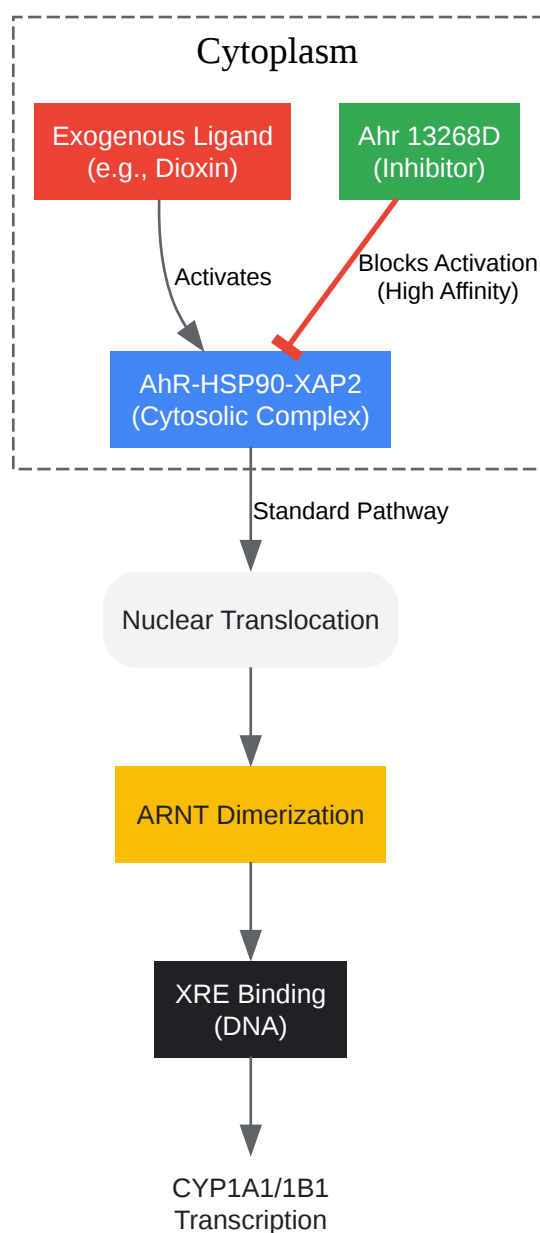 Cytoplasm
Exogenous Ligand
(e.g., Dioxin)
Ahr 13268D
(Inhibitor)
Activates
Blocks Activation
(High Affinity)
AhR-HSP90-XAP2
(Cytosolic Complex)
Standard Pathway
Nuclear Translocation
ARNT Dimerization
XRE Binding
(DNA)
CYP1A1/1B1
Transcription